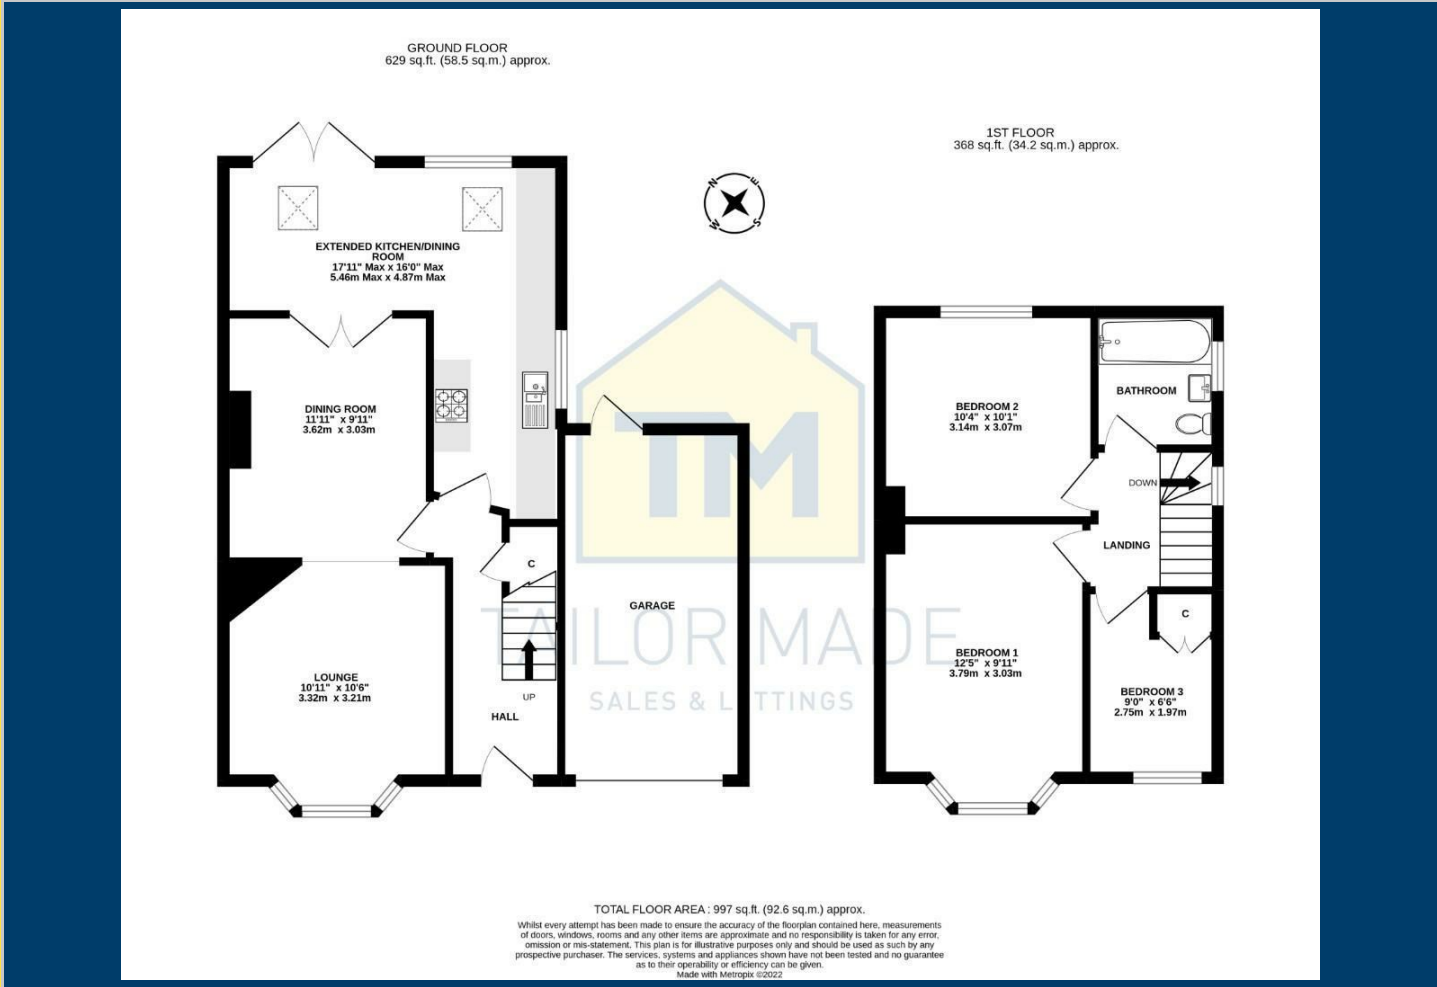 GROUND FLOOR
629 sq.ft. (58.5 sq.m.) approx.
1ST FLOOR
368 sq.ft. (34.2 sq.m.) approx.
N
E
W
S
EXTENDED KITCHEN/DINING
ROOM
17'11" Max x 16'0" Max
5.46m Max x 4.87m Max
DINING ROOM
11'11" x 9'11"
3.62m x 3.03m
C
UP
HALL
LOUNGE
10'11" x 10'6"
3.32m x 3.21m
GARAGE
BEDROOM 2
10'4" x 10'1"
3.14m x 3.07m
BATHROOM
DOWN
LANDING
C
BEDROOM 1
12'5" x 9'11"
3.79m x 3.03m
BEDROOM 3
9'0" x 6'6"
2.75m x 1.97m
TM
TAILOR MADE
SALES & LETTINGS
TOTAL FLOOR AREA : 997 sq.ft. (92.6 sq.m.) approx.
Whilst every attempt has been made to ensure the accuracy of the floorplan contained here, measurements
of doors, windows, rooms and any other items are approximate and no responsibility is taken for any error,
omission or mis-statement. This plan is for illustrative purposes only and should be used as such by any
prospective purchaser. The services, systems and appliances shown have not been tested and no guarantee
as to their operability or efficiency can be given.
Made with Metropix ©2022